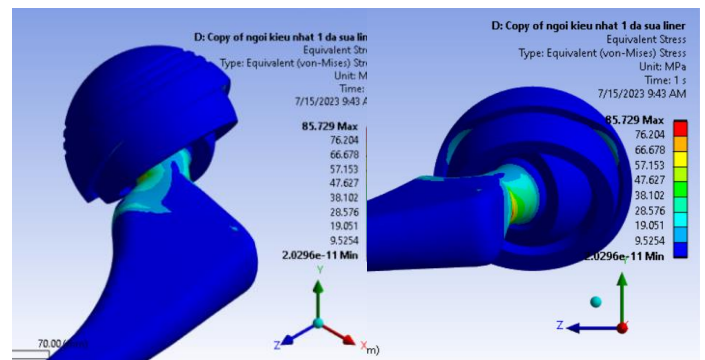 D: Copy of ngoi kieu nhat 1 da sua lin
Equivalent Str
Type: Equivalent (von-Mises) Str
Unit: M
Time:
7/15/2023 9:43 A
85.729 Max
76.204
66.678
57.153
47.627
38.102
28.576
19.051
9.5254
2.0296e-11 Min
Y
Z
X
70.00
D: Copy of ngoi kieu nhat 1 da sua liner
Equivalent Stress
Type: Equivalent (von-Mises) Stress
Unit: MPa
Time: 1 s
7/15/2023 9:43 AM
85.729 Max
76.204
66.678
57.153
47.627
38.102
28.576
19.051
9.5254
2.0296e-11 Min
Y
Z
m)